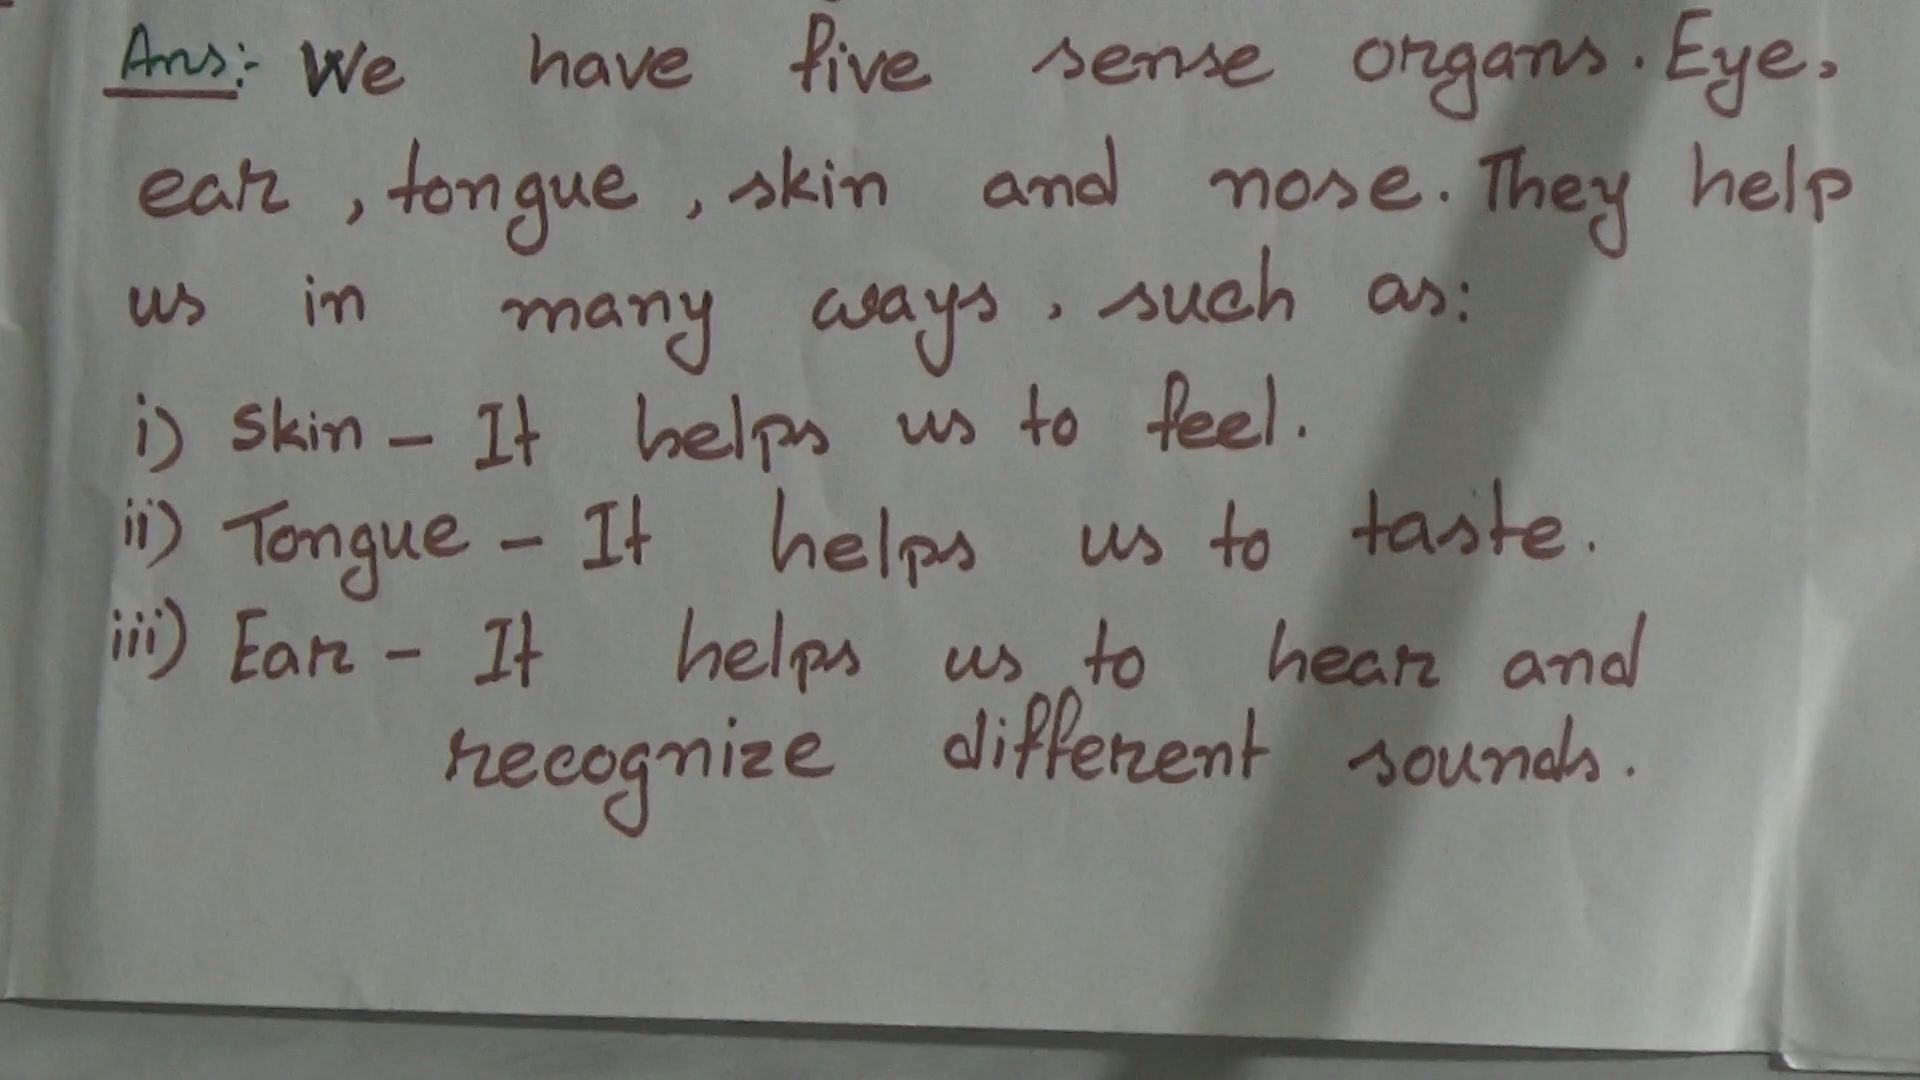 Ans:- We have five sense organs. Eye,
ear, tongue, skin and nose. They help
us in many ways, such as:
i) Skin - It helps us to feel.
ii) Tongue - It helps us to taste.
iii) Ear - It helps us to hear and
recognize different sounds.